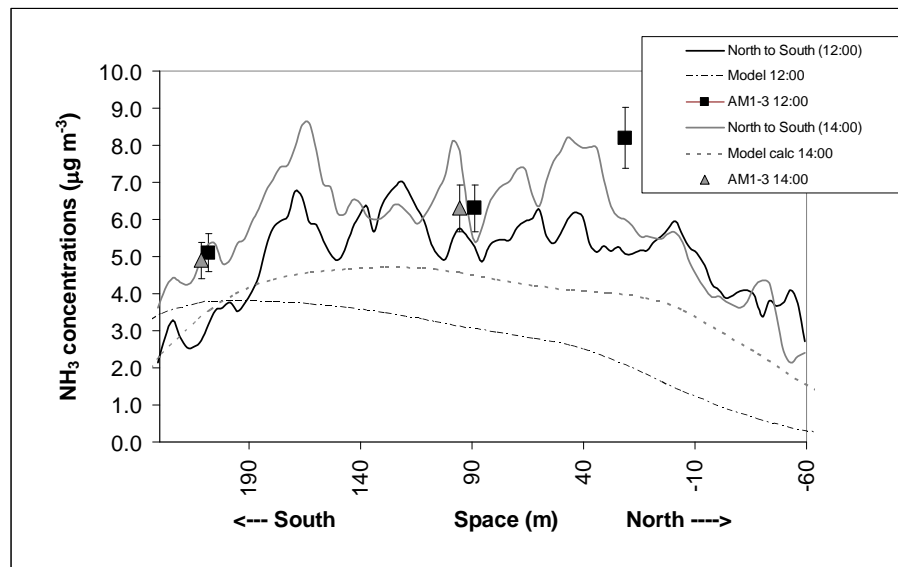 North to South (12:00)
Model 12:00
AM1-3 12:00
North to South (14:00)
Model calc 14:00
AM1-3 14:00
NH3 concentrations (µg m-3)
10.0
9.0
8.0
7.0
6.0
5.0
4.0
3.0
2.0
1.0
0.0
190
140
90
40
-10
-60
<--- South Space (m) North ---->